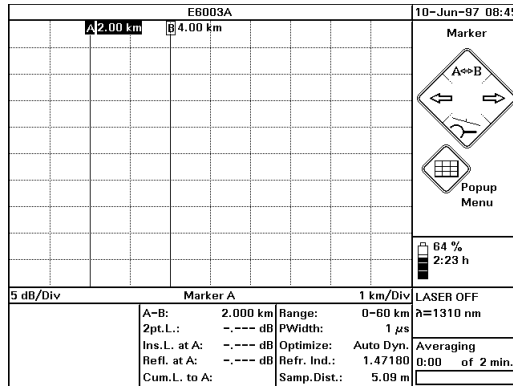 E6003A
10-Jun-97 08:45
A 2.00 km B 4.00 km
Marker
A⇔B
Popup
Menu
64 %
2:23 h
5 dB/Div Marker A 1 km/Div
LASER OFF
λ=1310 nm
A-B: 2.000 km Range: 0-60 km
2pt.L.: -.--- dB PWidth: 1 µs
Ins.L. at A: -.--- dB Optimize: Auto Dyn.
Refl. at A: -.--- dB Refr. Ind.: 1.47180
Cum.L. to A: Samp.Dist.: 5.09 m
Averaging
0:00 of 2 min.